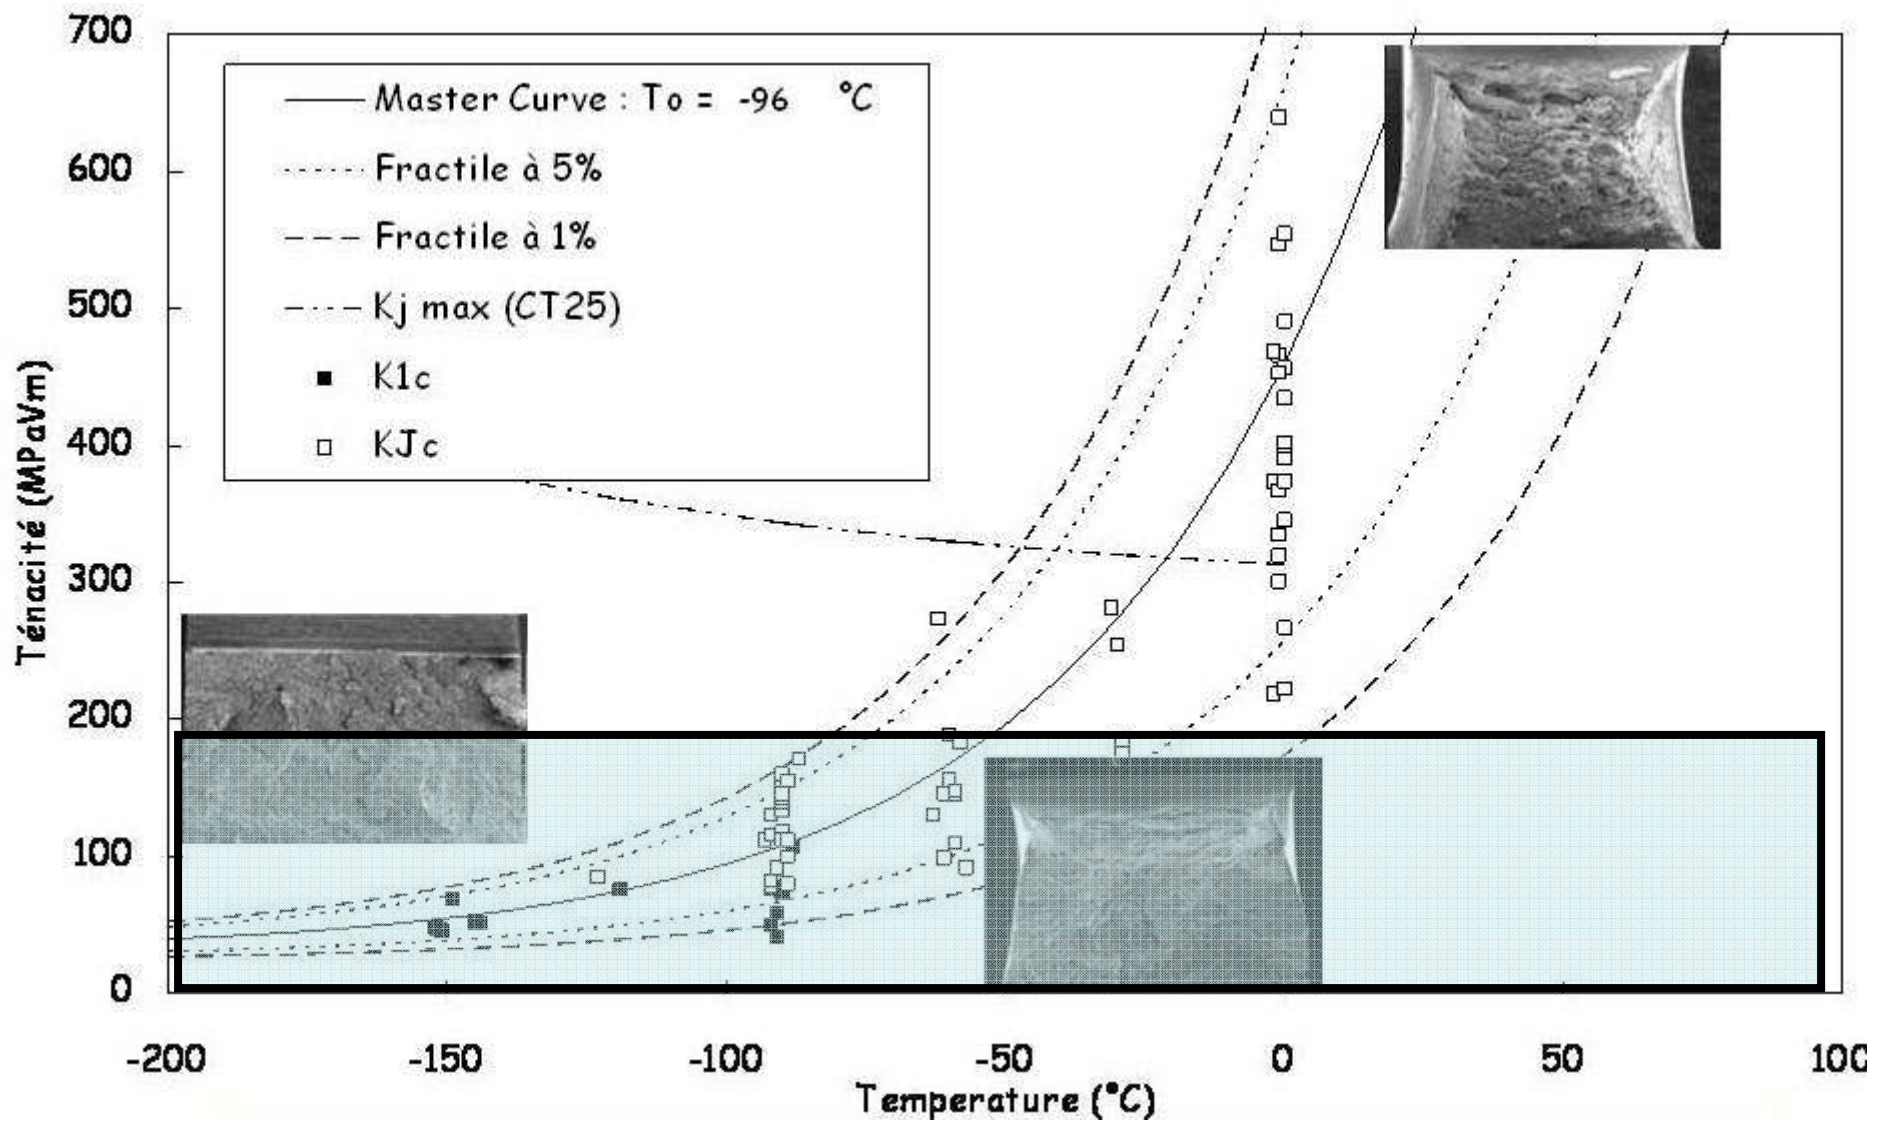 700
600
500
400
300
200
100
0
Ténacité (MPaVm)
Master Curve : To = -96 °C
Fractile à 5%
Fractile à 1%
Kj max (CT25)
K1c
KJc
-200 -150 -100 -50 0 50 100
Temperature (°C)